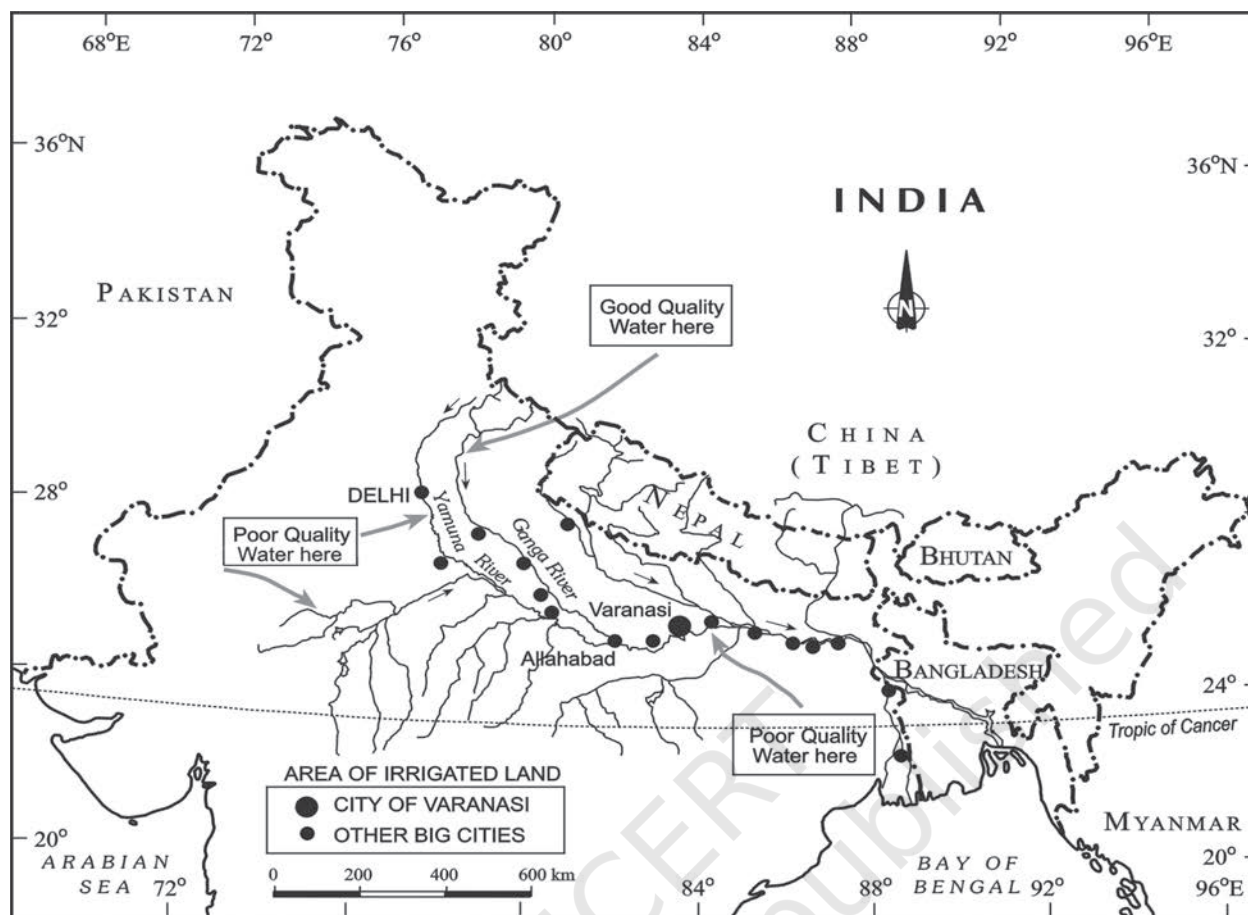 68°E 72° 76° 80° 84° 88° 92° 96°E
36°N
36°N
INDIA
PAKISTAN
Good Quality
Water here
32°
32°
CHINA
(TIBET)
28°
DELHI
28°
NEPAL
Poor Quality
Water here
Yamuna
River
Ganga River
BHUTAN
Varanasi
Allahabad
BANGLADESH
24°
Tropic of Cancer
Poor Quality
Water here
AREA OF IRRIGATED LAND
CITY OF VARANASI
OTHER BIG CITIES
20°
MYANMAR
0 200 400 600 km
ARABIAN
SEA
72°
84°
88°
BAY OF
BENGAL
92°
20°
96°E
NCERT
published